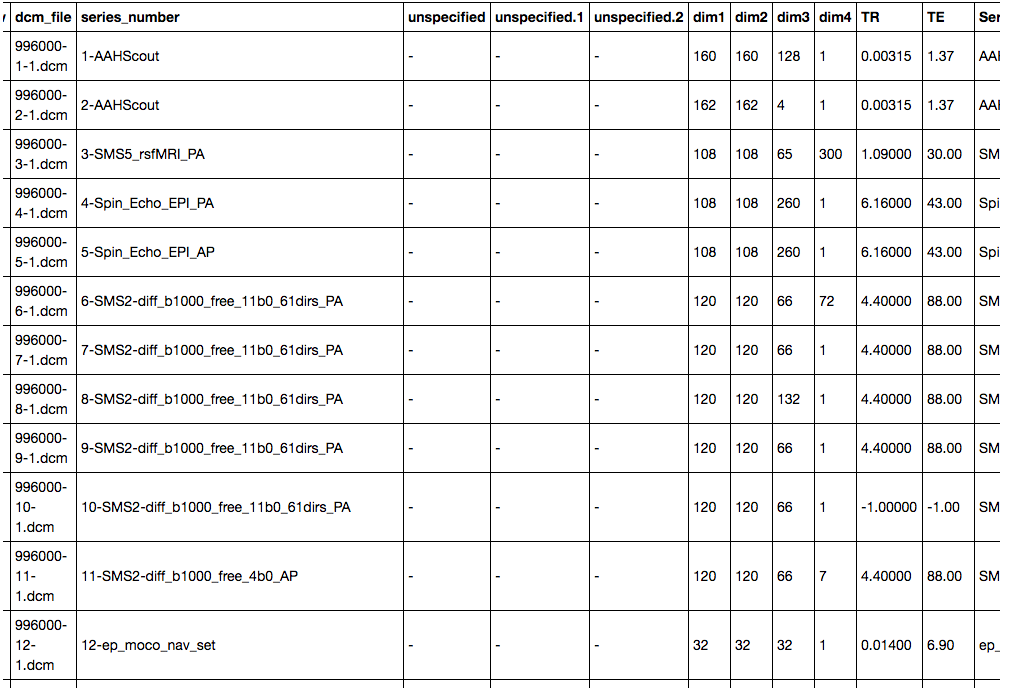 dcm_file series_number unspecified unspecified.1 unspecified.2 dim1 dim2 dim3 dim4 TR TE Ser
996000-
1-1.dcm 1-AAHScout - - - 160 160 128 1 0.00315 1.37 AAH
996000-
2-1.dcm 2-AAHScout - - - 162 162 4 1 0.00315 1.37 AAH
996000-
3-1.dcm 3-SMS5_rsfMRI_PA - - - 108 108 65 300 1.09000 30.00 SM
996000-
4-1.dcm 4-Spin_Echo_EPI_PA - - - 108 108 260 1 6.16000 43.00 Spi
996000-
5-1.dcm 5-Spin_Echo_EPI_AP - - - 108 108 260 1 6.16000 43.00 Spi
996000-
6-1.dcm 6-SMS2-diff_b1000_free_11b0_61dirs_PA - - - 120 120 66 72 4.40000 88.00 SM
996000-
7-1.dcm 7-SMS2-diff_b1000_free_11b0_61dirs_PA - - - 120 120 66 1 4.40000 88.00 SM
996000-
8-1.dcm 8-SMS2-diff_b1000_free_11b0_61dirs_PA - - - 120 120 132 1 4.40000 88.00 SM
996000-
9-1.dcm 9-SMS2-diff_b1000_free_11b0_61dirs_PA - - - 120 120 66 1 4.40000 88.00 SM
996000-
10- 10-SMS2-diff_b1000_free_11b0_61dirs_PA - - - 120 120 66 1 -1.00000 -1.00 SM
1.dcm
996000-
11- 11-SMS2-diff_b1000_free_4b0_AP - - - 120 120 66 7 4.40000 88.00 SM
1.dcm
996000-
12- 12-ep_moco_nav_set - - - 32 32 32 1 0.01400 6.90 ep_
1.dcm